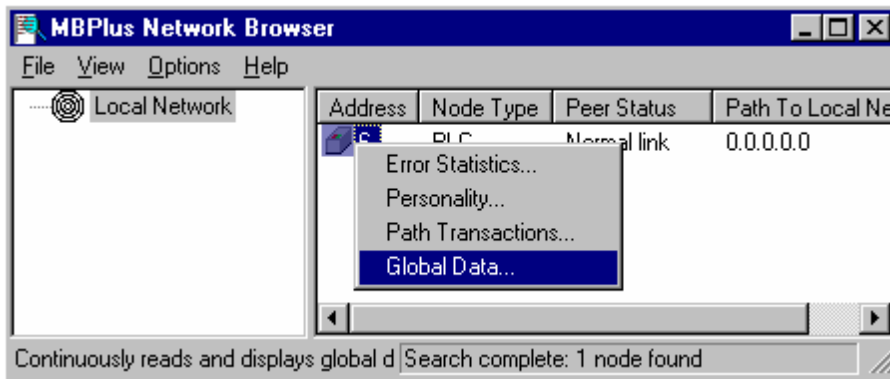 MBPlus Network Browser
File View Options Help
Local Network
Address Node Type Peer Status Path To Local Ne
Normal link 0.0.0.0.0
Error Statistics...
Personality...
Path Transactions...
Global Data...
Continuously reads and displays global d Search complete: 1 node found